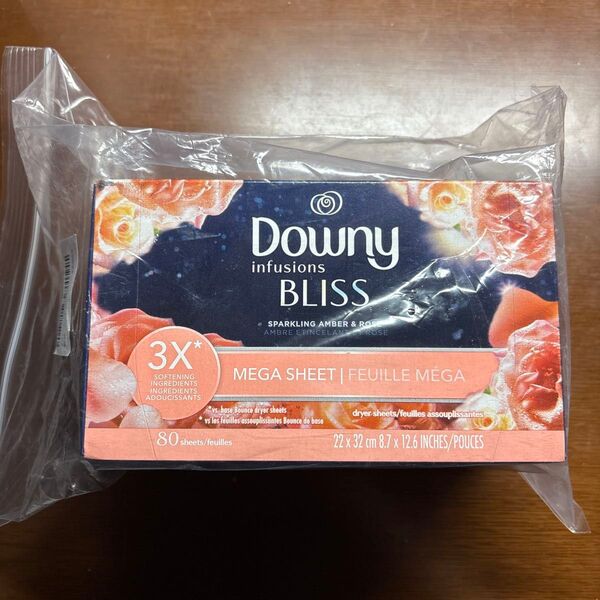 Downy
infusions
BLISS
SPARKLING AMBER & ROSE
AMBRE ÉTINCELANT & ROSE
3X*
SOFTENING
INGREDIENTS
INGRÉDIENTS
ADOUCISSANTS
MEGA SHEET | FEUILLE MÉGA
* vs. base Bounce dryer sheets
* vs les feuilles assouplissantes Bounce de base
dryer sheets/feuilles assouplissantes
80 sheets/feuilles
22 x 32 cm 8.7 x 12.6 INCHES/POUCES